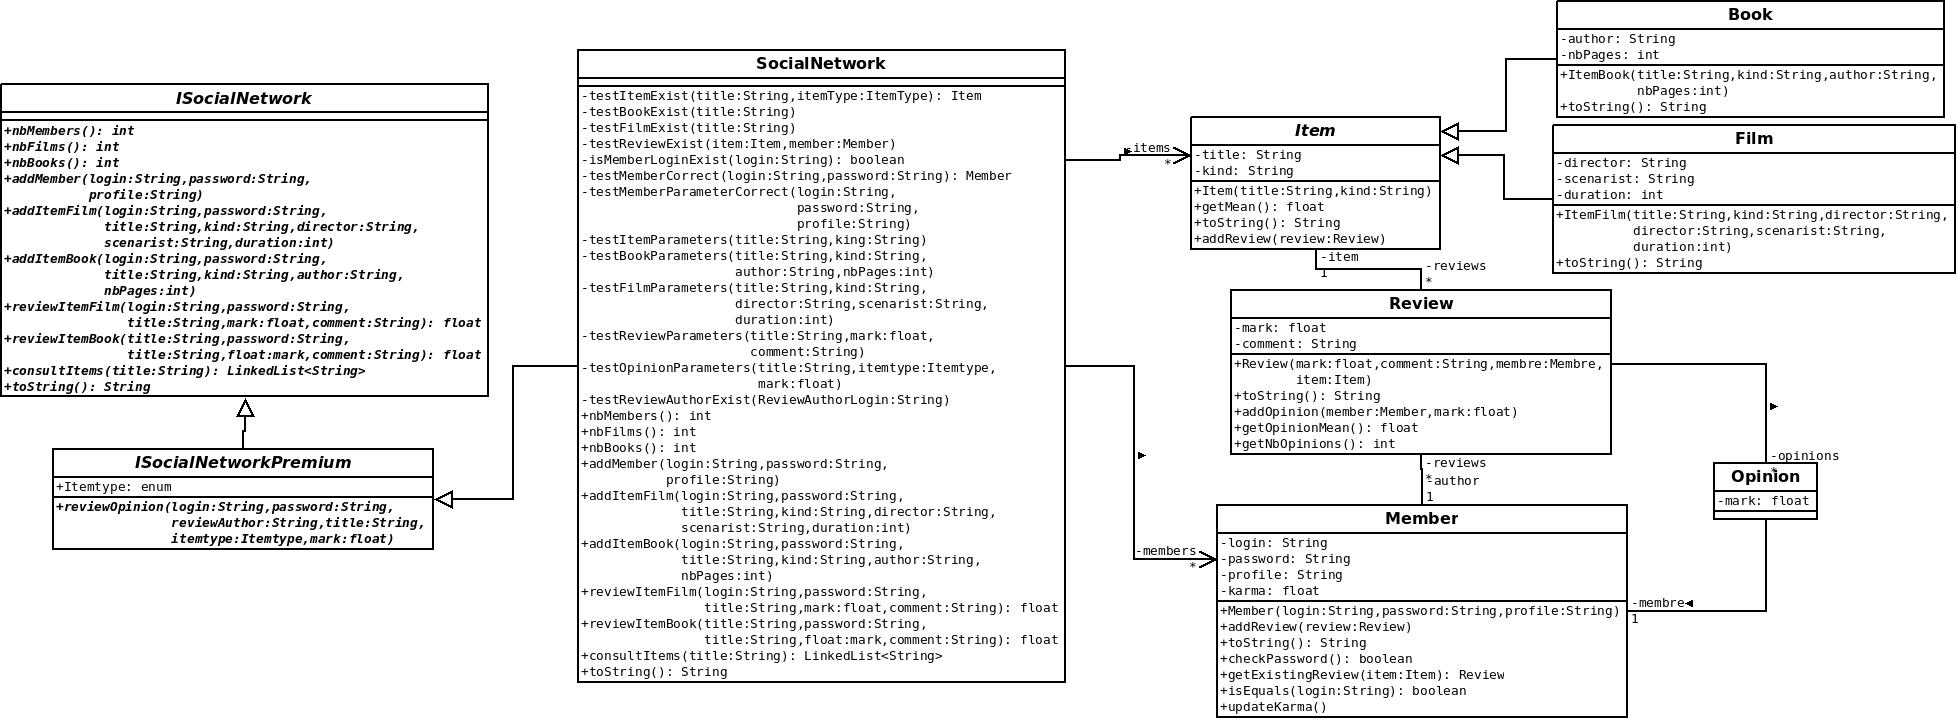 ISocialNetwork
+nbMembers(): int
+nbFilms(): int
+nbBooks(): int
+addMember(login:String,password:String,
profile:String)
+addItemFilm(login:String,password:String,
title:String,kind:String,director:String,
scenarist:String,duration:int)
+addItemBook(login:String,password:String,
title:String,kind:String,author:String,
nbPages:int)
+reviewItemFilm(login:String,password:String,
title:String,mark:float,comment:String): float
+reviewItemBook(title:String,password:String,
title:String,float:mark,comment:String): float
+consultItems(title:String): LinkedList<String>
+toString(): String
ISocialNetworkPremium
+Itemtype: enum
+reviewOpinion(login:String,password:String,
reviewAuthor:String,title:String,
itemtype:Itemtype,mark:float)
SocialNetwork
-testItemExist(title:String,itemType:ItemType): Item
-testBookExist(title:String)
-testFilmExist(title:String)
-testReviewExist(item:Item,member:Member)
-isMemberLoginExist(login:String): boolean
-testMemberCorrect(login:String,password:String): Member
-testMemberParameterCorrect(login:String,
password:String,
profile:String)
-testItemParameters(title:String,king:String)
-testBookParameters(title:String,kind:String,
author:String,nbPages:int)
-testFilmParameters(title:String,kind:String,
director:String,scenarist:String,
duration:int)
-testReviewParameters(title:String,mark:float,
comment:String)
-testOpinionParameters(title:String,itemtype:Itemtype,
mark:float)
-testReviewAuthorExist(ReviewAuthorLogin:String)
+nbMembers(): int
+nbFilms(): int
+nbBooks(): int
+addMember(login:String,password:String,
profile:String)
+addItemFilm(login:String,password:String,
title:String,kind:String,director:String,
scenarist:String,duration:int)
+addItemBook(login:String,password:String,
title:String,kind:String,author:String,
nbPages:int)
+reviewItemFilm(login:String,password:String,
title:String,mark:float,comment:String): float
+reviewItemBook(title:String,password:String,
title:String,float:mark,comment:String): float
+consultItems(title:String): LinkedList<String>
+toString(): String
-items
*
-members
*
Item
-title: String
-kind: String
+Item(title:String,kind:String)
+getMean(): float
+toString(): String
+addReview(review:Review)
-item
1
-reviews
*
Book
-author: String
-nbPages: int
+ItemBook(title:String,kind:String,author:String,
nbPages:int)
+toString(): String
Film
-director: String
-scenarist: String
-duration: int
+ItemFilm(title:String,kind:String,director:String,
director:String,scenarist:String,
duration:int)
+toString(): String
Review
-mark: float
-comment: String
+Review(mark:float,comment:String,membre:Membre,
item:Item)
+toString(): String
+addOpinion(member:Member,mark:float)
+getOpinionMean(): float
+getNbOpinions(): int
-reviews
*
-author
1
-opinions
*
Opinion
-mark: float
Member
-login: String
-password: String
-profile: String
-karma: float
+Member(login:String,password:String,profile:String)
+addReview(review:Review)
+toString(): String
+checkPassword(): boolean
+getExistingReview(item:Item): Review
+isEquals(login:String): boolean
+updateKarma()
-membre
1